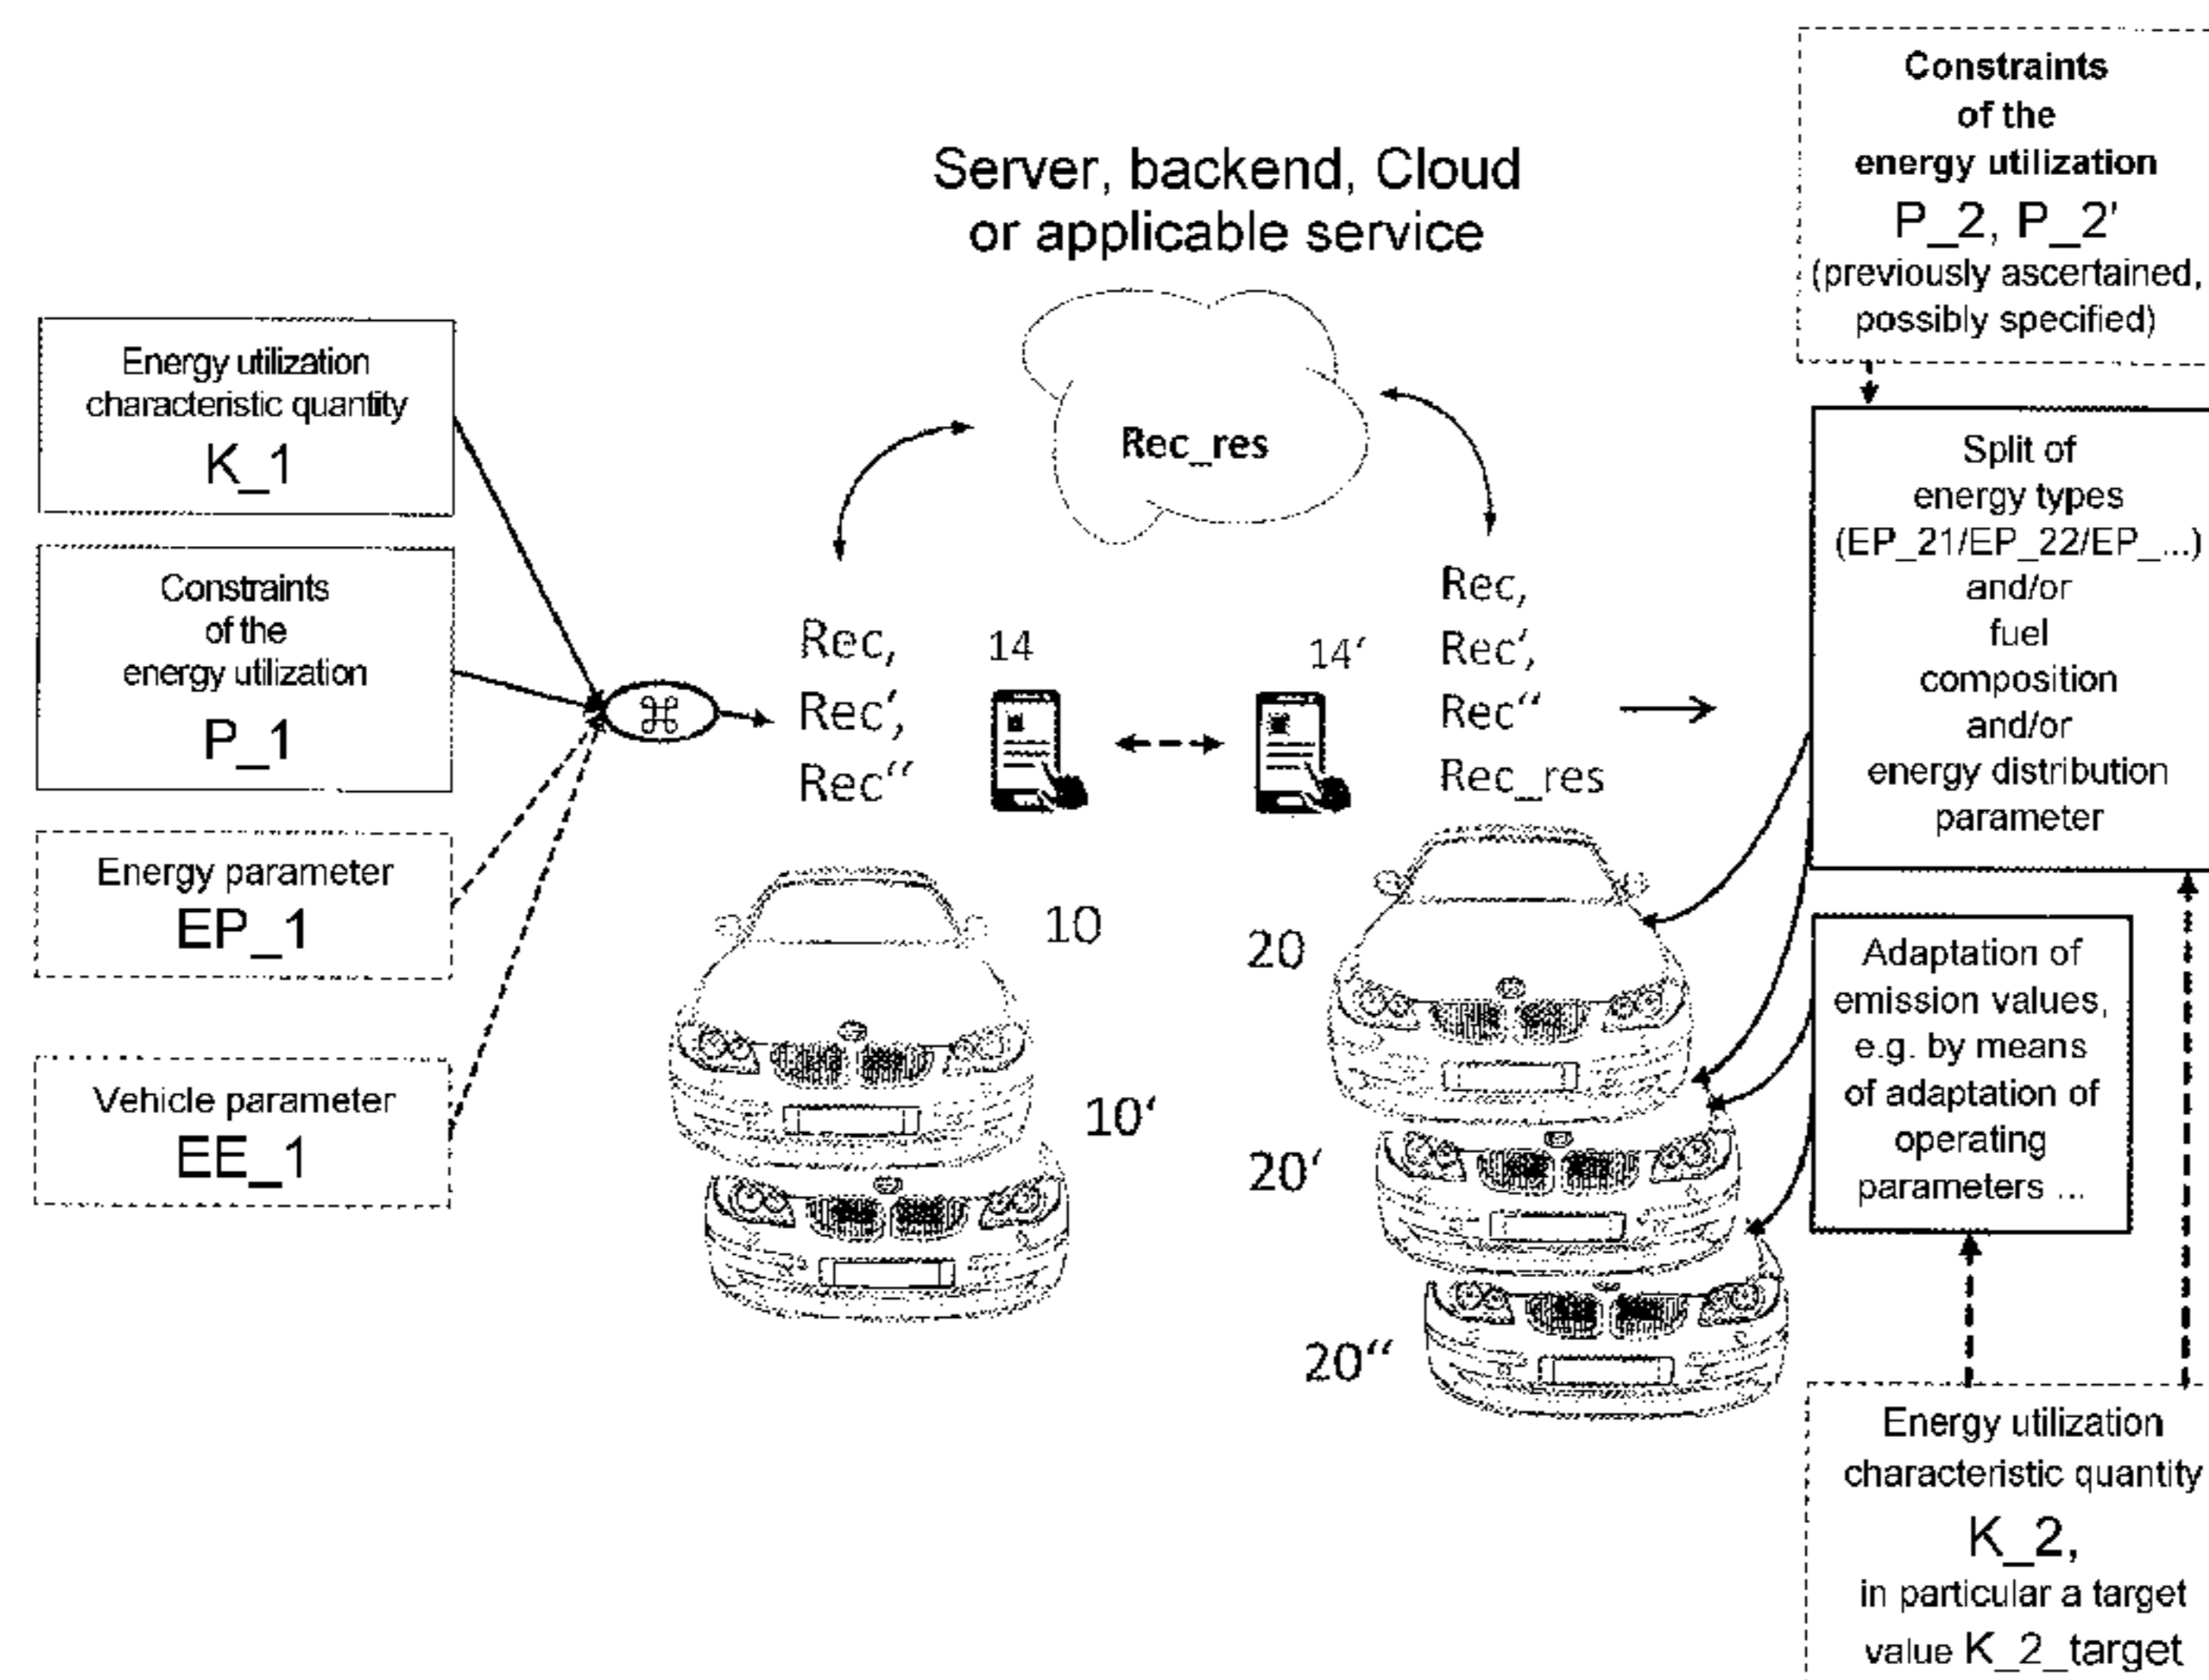 Server, backend, Cloud
or applicable service
Rec_res
Energy utilization
characteristic quantity
K_1
Constraints
of the
energy utilization
P_1
Energy parameter
EP_1
Vehicle parameter
EE_1
⌘
Rec,
Rec',
Rec“
14
14‘
Rec,
Rec‘,
Rec“
Rec_res
10
10‘
20
20‘
20“
Constraints
of the
energy utilization
P_2, P_2'
(previously ascertained,
possibly specified)
Split of
energy types
(EP_21/EP_22/EP_...)
and/or
fuel
composition
and/or
energy distribution
parameter
Adaptation of
emission values,
e.g. by means
of adaptation of
operating
parameters ...
Energy utilization
characteristic quantity
K_2,
in particular a target
value K_2_target